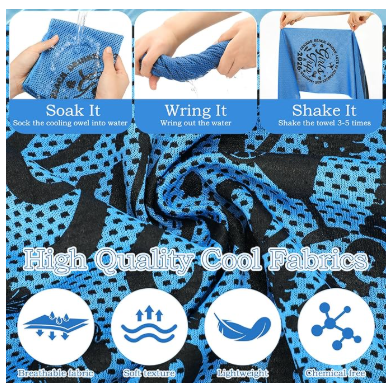 Soak It
Sock the cooling owel into water
Wring It
Wring out the water
Shake It
Shake the towel 3-5 times
2026
High Quality Cool Fabrics
Breathable fabric
Soft texture
Lightweight
Chemical free